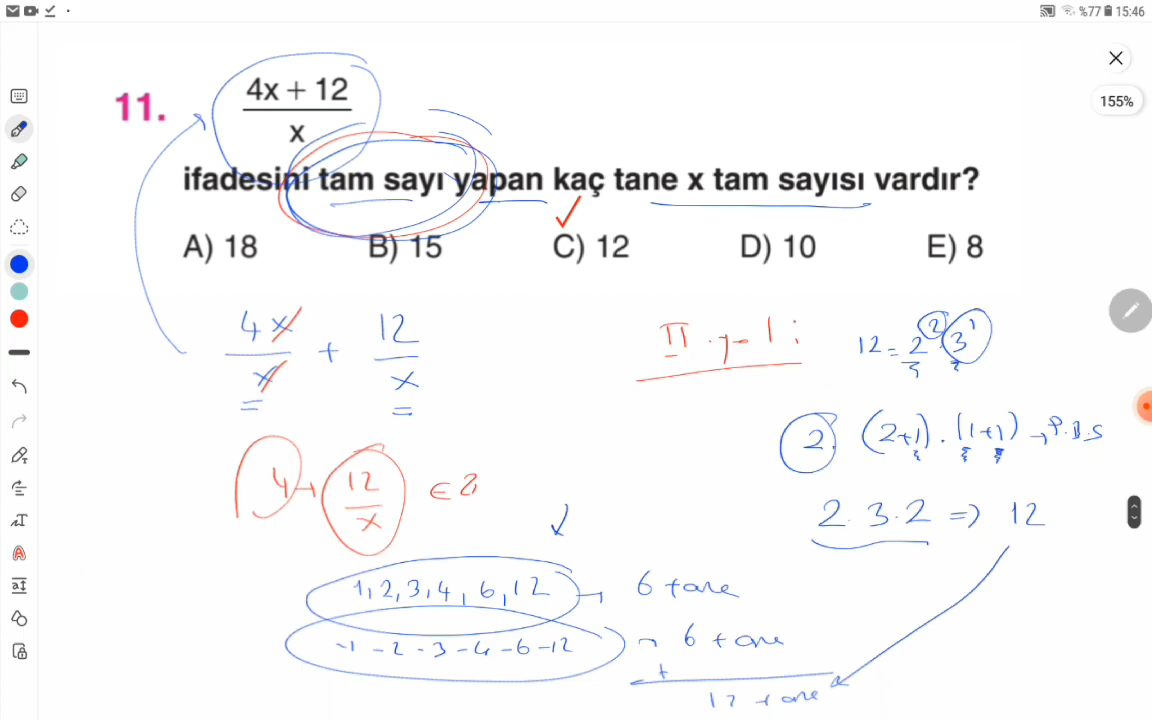 %77 15:46
155%
11. 4x + 12
x
ifadesini tam sayı yapan kaç tane x tam sayısı vardır?
A) 18 B) 15 C) 12 D) 10 E) 8
4x/x + 12/x
II. yol:
12 = 2² 3¹
2. (2+1).(1+1) → P.B.S
2.3.2 => 12
4 + 12/x ∈ Z
1,2,3,4,6,12 → 6 tane
-1 -2 -3 -4 -6 -12 → 6 tane
+
12 tane